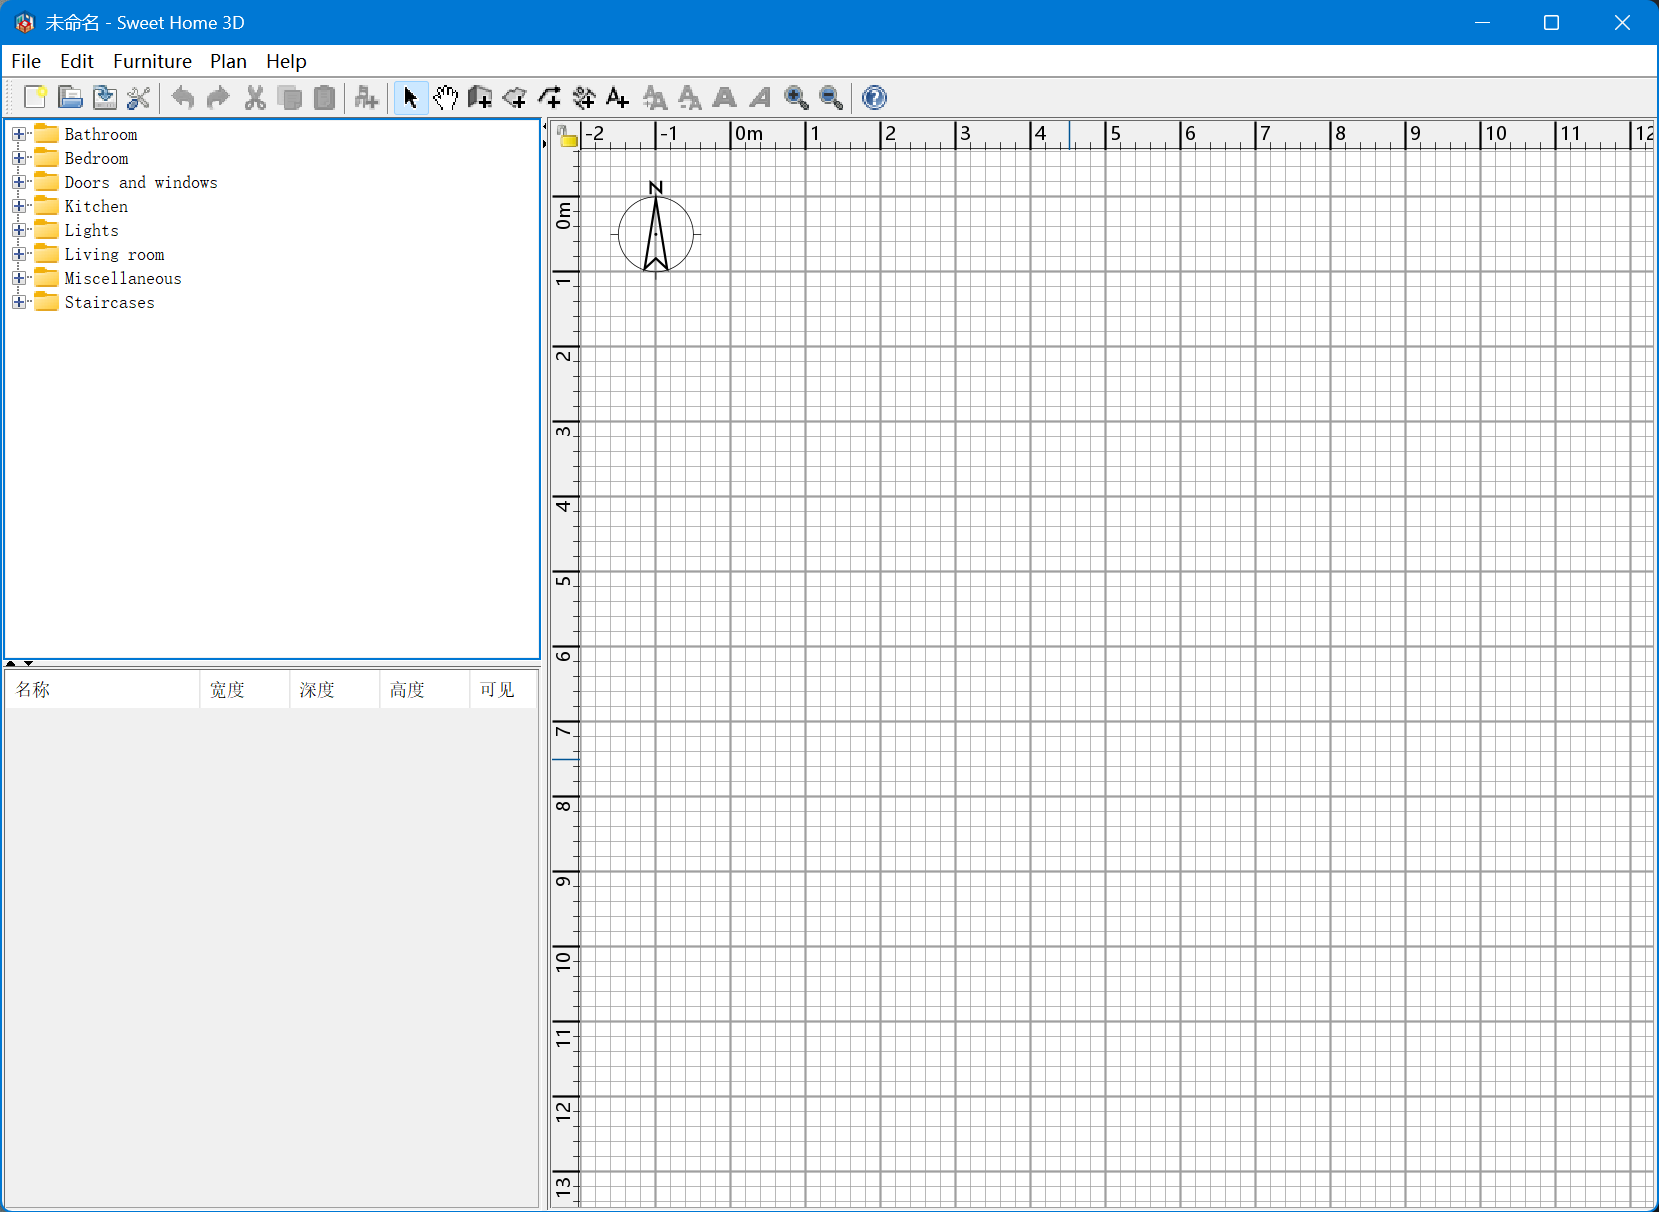 未命名 - Sweet Home 3D
File Edit Furniture Plan Help
Bathroom
Bedroom
Doors and windows
Kitchen
Lights
Living room
Miscellaneous
Staircases
名称 宽度 深度 高度 可见
-2 -1 0m 1 2 3 4 5 6 7 8 9 10 11 12
N
0m
1
2
3
4
5
6
7
8
9
10
11
12
13